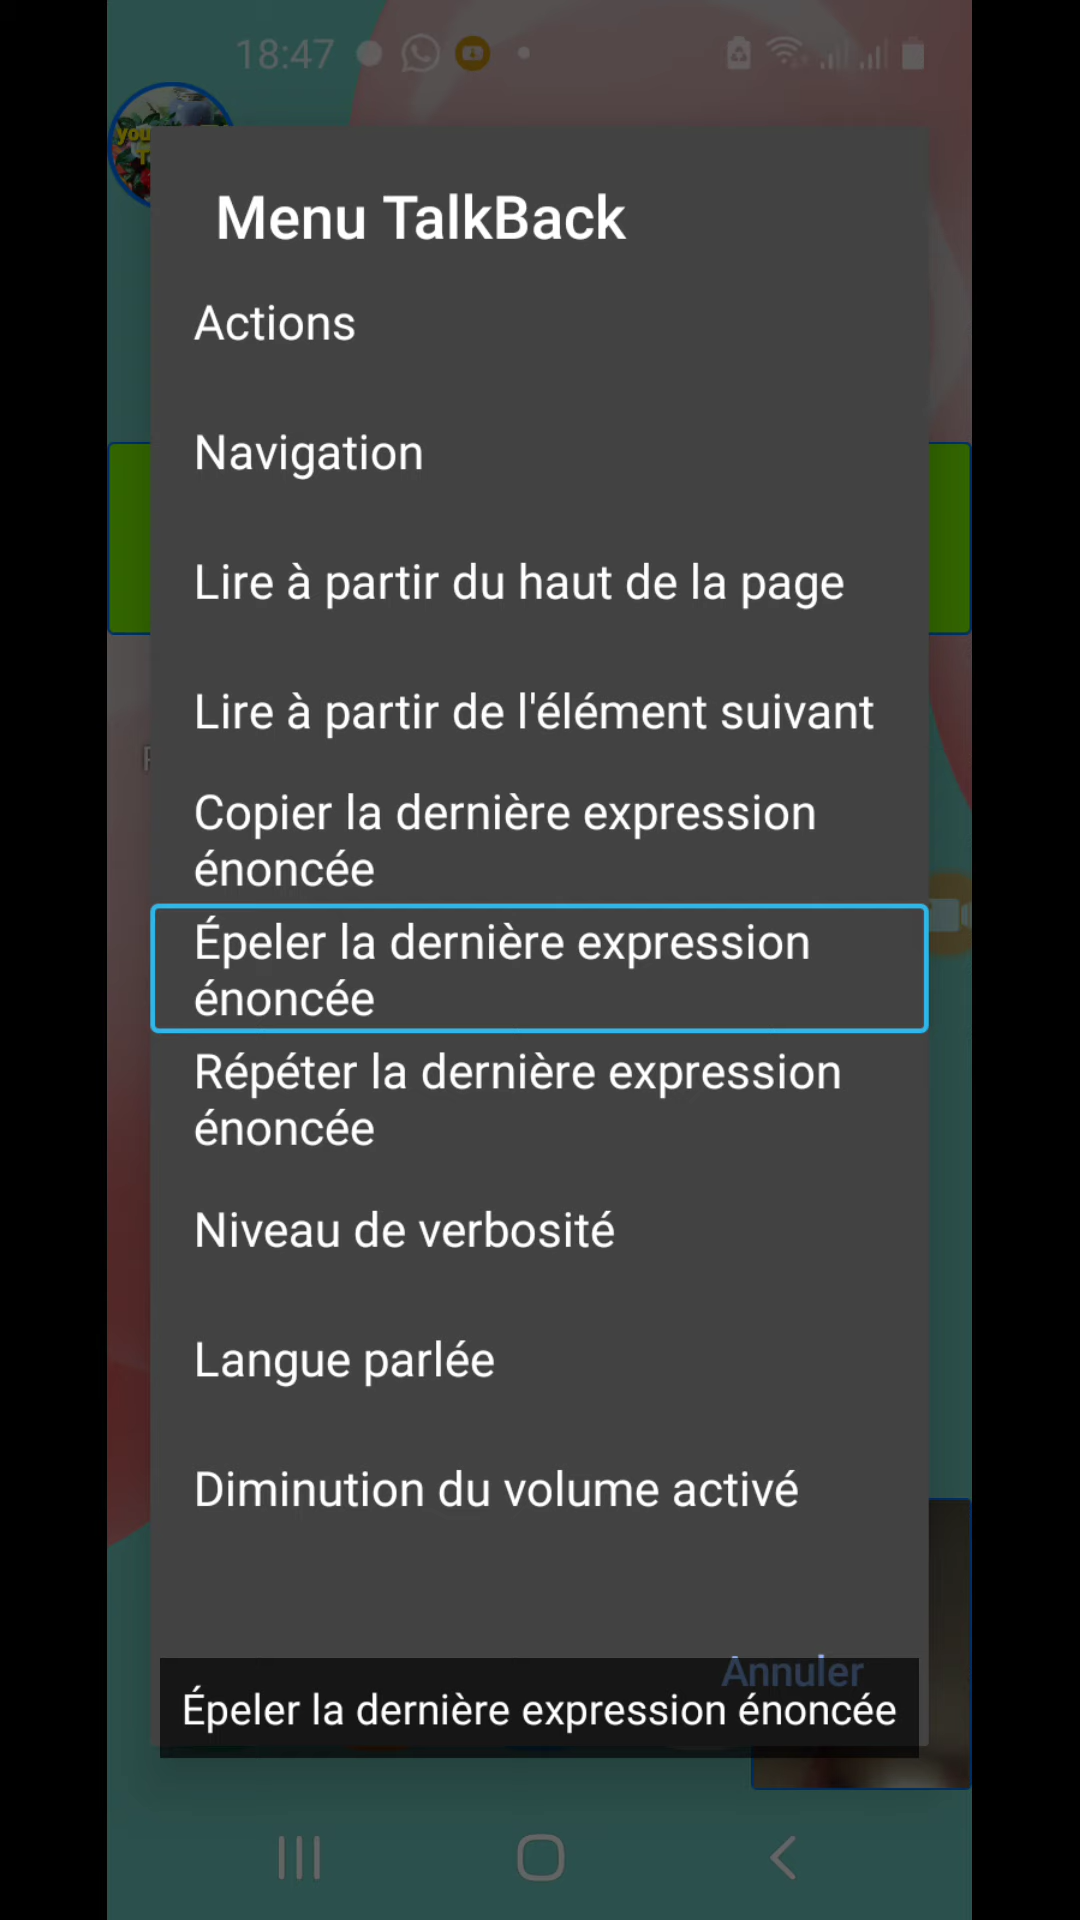 18:47
you
Menu TalkBack
Actions
Navigation
Lire à partir du haut de la page
Lire à partir de l'élément suivant
Copier la dernière expression
énoncée
Épeler la dernière expression
énoncée
Répéter la dernière expression
énoncée
Niveau de verbosité
Langue parlée
Diminution du volume activé
Annuler
Épeler la dernière expression énoncée